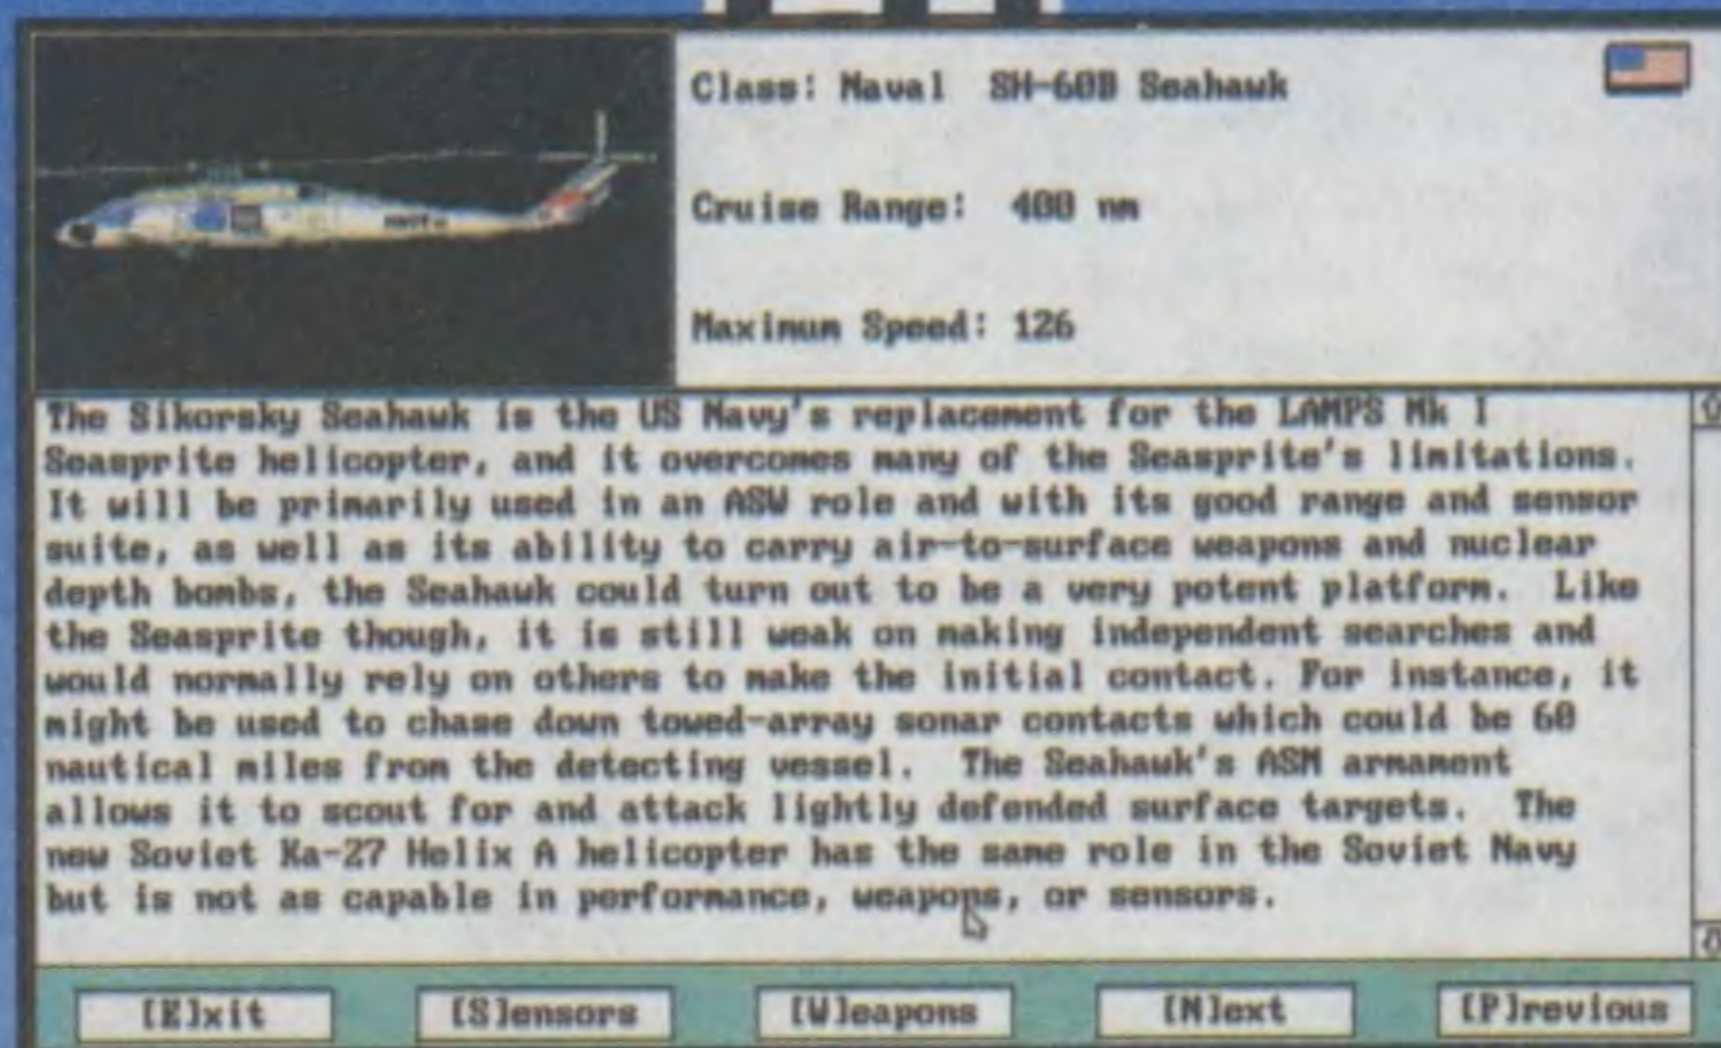 Class: Naval  SH-60B Seahawk
Cruise Range:  400 nm
Maximum Speed: 126
The Sikorsky Seahawk is the US Navy's replacement for the LAMPS Mk I
Seasprite helicopter, and it overcomes many of the Seasprite's limitations.
It will be primarily used in an ASW role and with its good range and sensor
suite, as well as its ability to carry air-to-surface weapons and nuclear
depth bombs, the Seahawk could turn out to be a very potent platform.  Like
the Seasprite though, it is still weak on making independent searches and
would normally rely on others to make the initial contact. For instance, it
might be used to chase down towed-array sonar contacts which could be 60
nautical miles from the detecting vessel.  The Seahawk's ASM armament
allows it to scout for and attack lightly defended surface targets.  The
new Soviet Ka-27 Helix A helicopter has the same role in the Soviet Navy
but is not as capable in performance, weapons, or sensors.
[E]xit
[S]ensors
[W]eapons
[N]ext
[P]revious